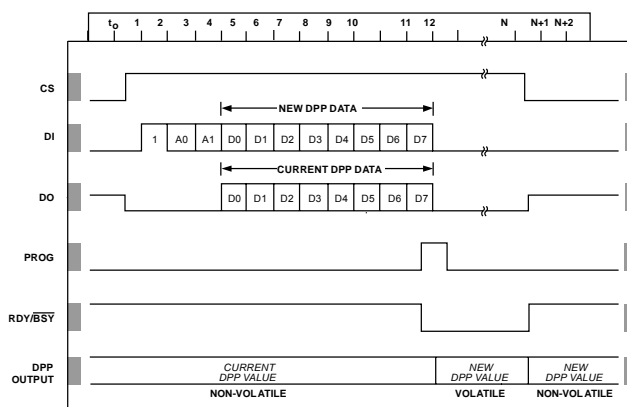 to 1 2 3 4 5 6 7 8 9 10 11 12 N N+1 N+2
CS
NEW DPP DATA
DI 1 A0 A1 D0 D1 D2 D3 D4 D5 D6 D7
CURRENT DPP DATA
DO D0 D1 D2 D3 D4 D5 D6 D7
PROG
RDY/BSY
DPP OUTPUT
CURRENT DPP VALUE
NEW DPP VALUE
NEW DPP VALUE
NON-VOLATILE VOLATILE NON-VOLATILE